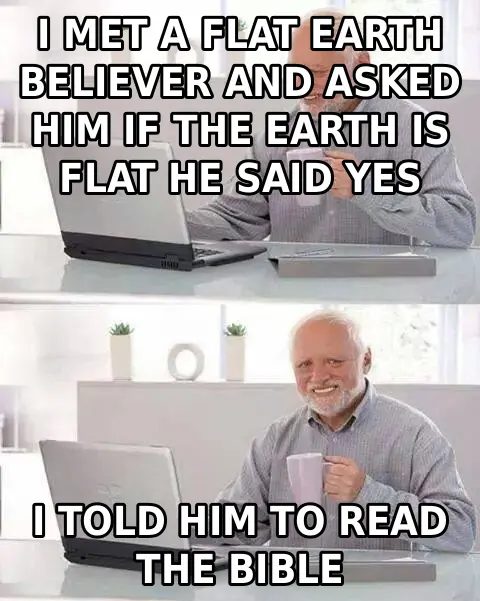 I MET A FLAT EARTH
BELIEVER AND ASKED
HIM IF THE EARTH IS
FLAT HE SAID YES
I TOLD HIM TO READ
THE BIBLE